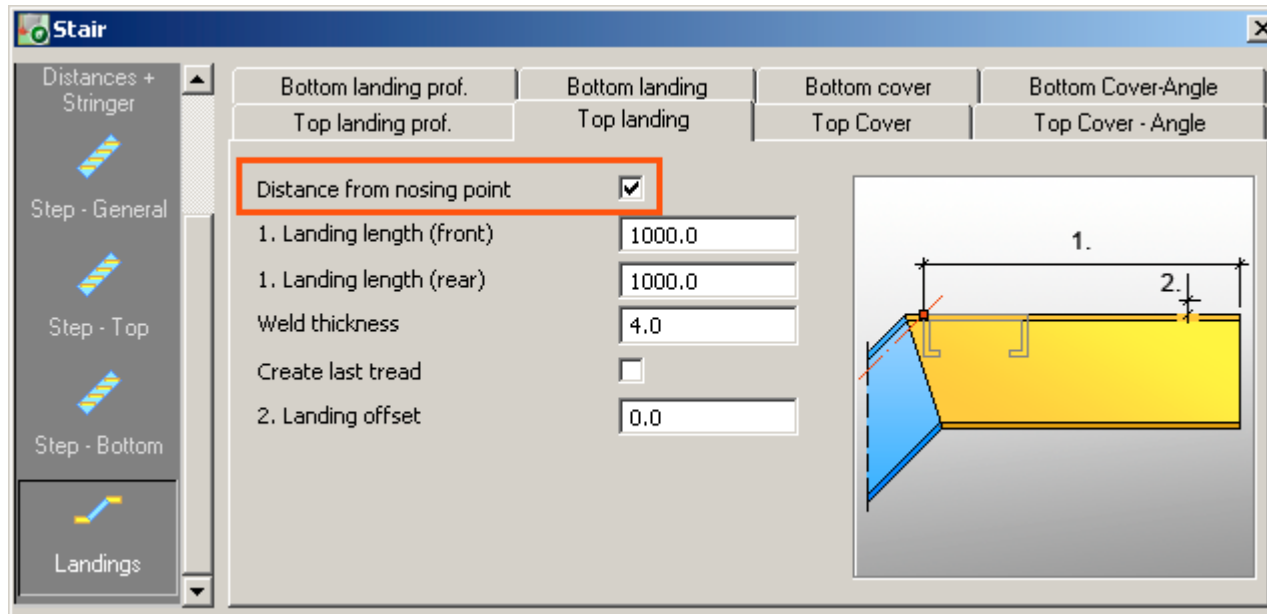 Stair
Distances +
Stringer
Step - General
Step - Top
Step - Bottom
Landings
Bottom landing prof.
Bottom landing
Bottom cover
Bottom Cover-Angle
Top landing prof.
Top landing
Top Cover
Top Cover - Angle
Distance from nosing point
1. Landing length (front)
1000.0
1. Landing length (rear)
1000.0
Weld thickness
4.0
Create last tread
2. Landing offset
0.0
1.
2.